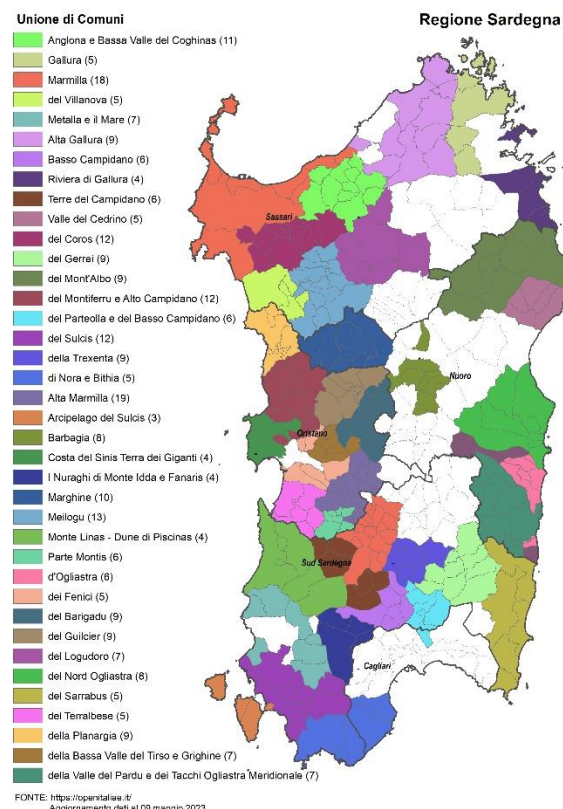 Unione di Comuni
Regione Sardegna
Anglona e Bassa Valle del Coghinas (11)
Gallura (5)
Marmilla (18)
del Villanova (5)
Metalla e il Mare (7)
Alta Gallura (9)
Basso Campidano (6)
Riviera di Gallura (4)
Terre del Campidano (6)
Valle del Cedrino (5)
del Coros (12)
del Gerrei (9)
del Mont'Albo (9)
del Montiferru e Alto Campidano (12)
del Parteolla e del Basso Campidano (6)
del Sulcis (12)
della Trexenta (9)
di Nora e Bithia (5)
Alta Marmilla (19)
Arcipelago del Sulcis (3)
Barbagia (8)
Costa del Sinis Terra dei Giganti (4)
I Nuraghi di Monte Idda e Fanaris (4)
Marghine (10)
Meilogu (13)
Monte Linas - Dune di Piscinas (4)
Parte Montis (6)
d'Ogliastra (6)
dei Fenici (5)
del Barigadu (9)
del Guilcier (9)
del Logudoro (7)
del Nord Ogliastra (8)
del Sarrabus (5)
del Terralbese (5)
della Planargia (9)
della Bassa Valle del Tirso e Grighine (7)
della Valle del Pardu e dei Tacchi Ogliastra Meridionale (7)
Sassari
Nuoro
Oristano
Sud Sardegna
Cagliari
FONTE: https://openitaliae.it/
Aggiornamento dati al 09 maggio 2023